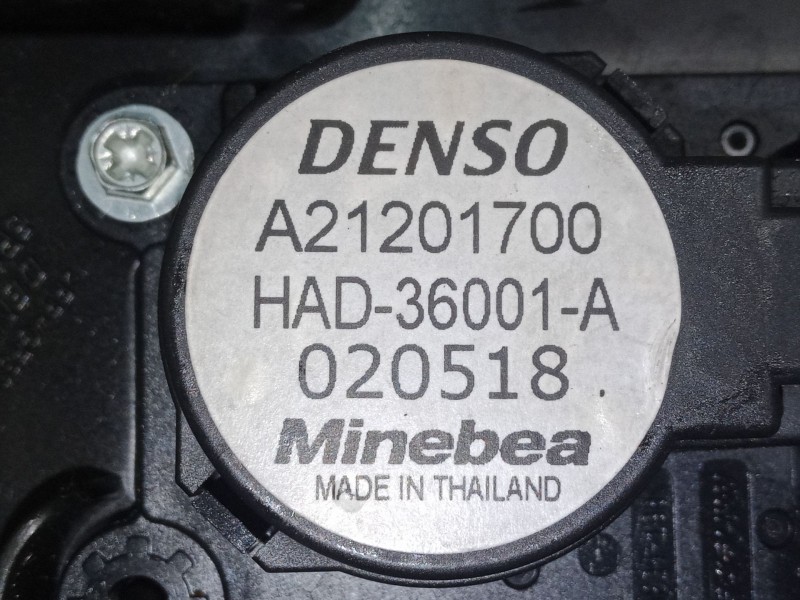 DENSO
A21201700
HAD-36001-A
020518 .
Minebea
MADE IN THAILAND